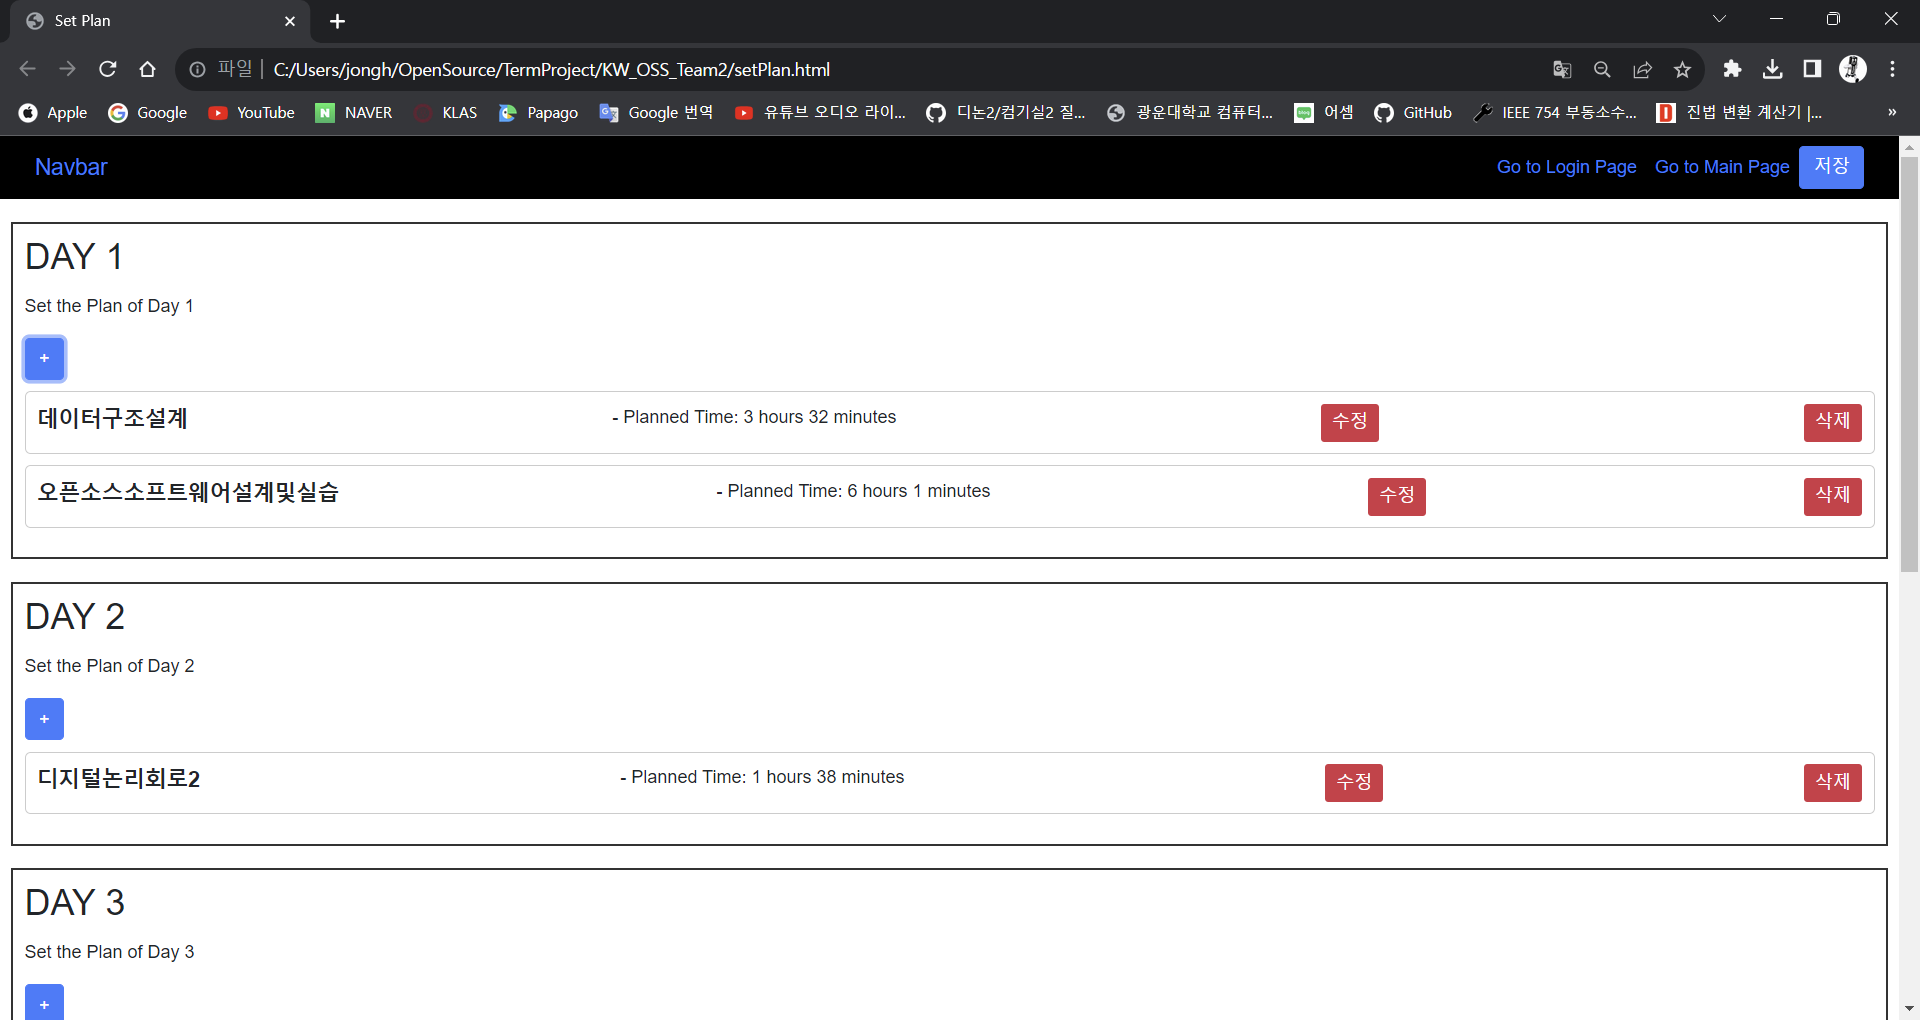 Set Plan
파일 C:/Users/jongh/OpenSource/TermProject/KW_OSS_Team2/setPlan.html
Apple Google YouTube NAVER KLAS Papago Google 번역 유튜브 오디오 라이... 디논2/컴기실2 질... 광운대학교 컴퓨터... 어셈 GitHub IEEE 754 부동소수... 진법 변환 계산기 |... »
Navbar Go to Login Page Go to Main Page 저장
DAY 1
Set the Plan of Day 1
+
데이터구조설계 - Planned Time: 3 hours 32 minutes 수정 삭제
오픈소스소프트웨어설계및실습 - Planned Time: 6 hours 1 minutes 수정 삭제
DAY 2
Set the Plan of Day 2
+
디지털논리회로2 - Planned Time: 1 hours 38 minutes 수정 삭제
DAY 3
Set the Plan of Day 3
+